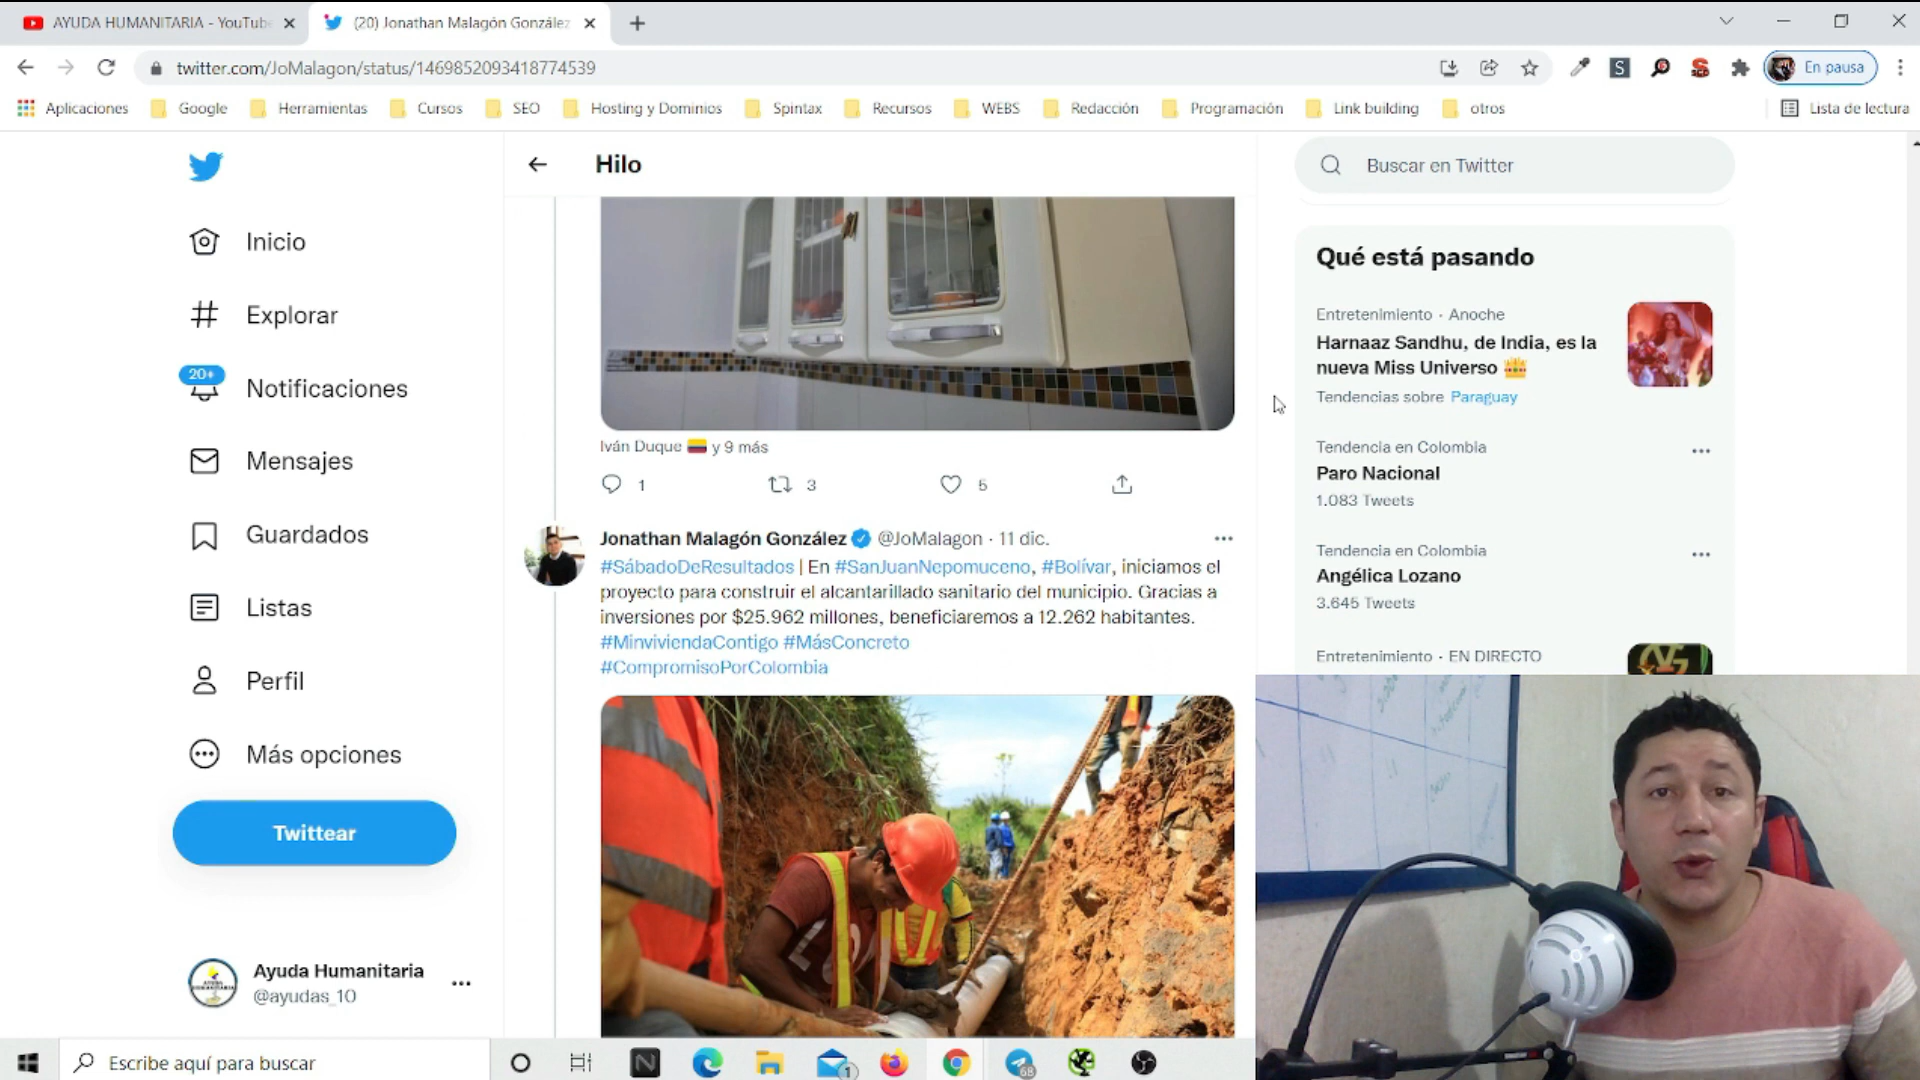 AYUDA HUMANITARIA - YouTube
(20) Jonathan Malagón González
twitter.com/JoMalagon/status/1469852093418774539
S
En pausa
Aplicaciones
Google
Herramientas
Cursos
SEO
Hosting y Dominios
Spintax
Recursos
WEBS
Redacción
Programación
Link building
otros
Lista de lectura
Inicio
Explorar
20+
Notificaciones
Mensajes
Guardados
Listas
Perfil
Más opciones
Twittear
Ayuda Humanitaria
@ayudas_10
Hilo
Iván Duque y 9 más
1
3
5
Jonathan Malagón González @JoMalagon · 11 dic.
#SábadoDeResultados | En #SanJuanNepomuceno, #Bolívar, iniciamos el
proyecto para construir el alcantarillado sanitario del municipio. Gracias a
inversiones por $25.962 millones, beneficiaremos a 12.262 habitantes.
#MinviviendaContigo #MásConcreto
#CompromisoPorColombia
Buscar en Twitter
Qué está pasando
Entretenimiento · Anoche
Harnaaz Sandhu, de India, es la
nueva Miss Universo
Tendencias sobre Paraguay
Tendencia en Colombia
Paro Nacional
1.083 Tweets
Tendencia en Colombia
Angélica Lozano
3.645 Tweets
Entretenimiento · EN DIRECTO
Escribe aquí para buscar
N
1
68